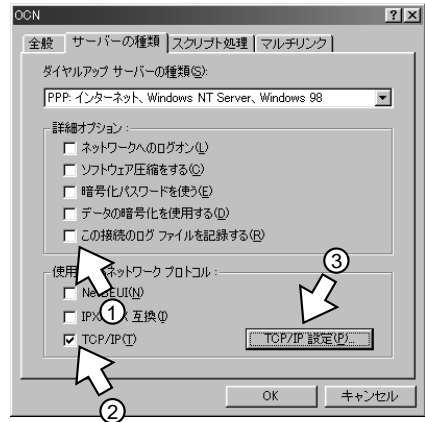 OCN
全般 サーバーの種類 スクリプト処理 マルチリンク
ダイヤルアップ サーバーの種類(S):
PPP: インターネット、Windows NT Server、Windows 98
詳細オプション:
ネットワークへのログオン(L)
ソフトウェア圧縮をする(C)
暗号化パスワードを使う(E)
データの暗号化を使用する(D)
この接続のログ ファイルを記録する(R)
使用 ネットワーク プロトコル:
③
NetBEUI(N)
①
IPX 互換(I)
TCP/IP(T)
TCP/IP 設定(P)...
②
OK キャンセル